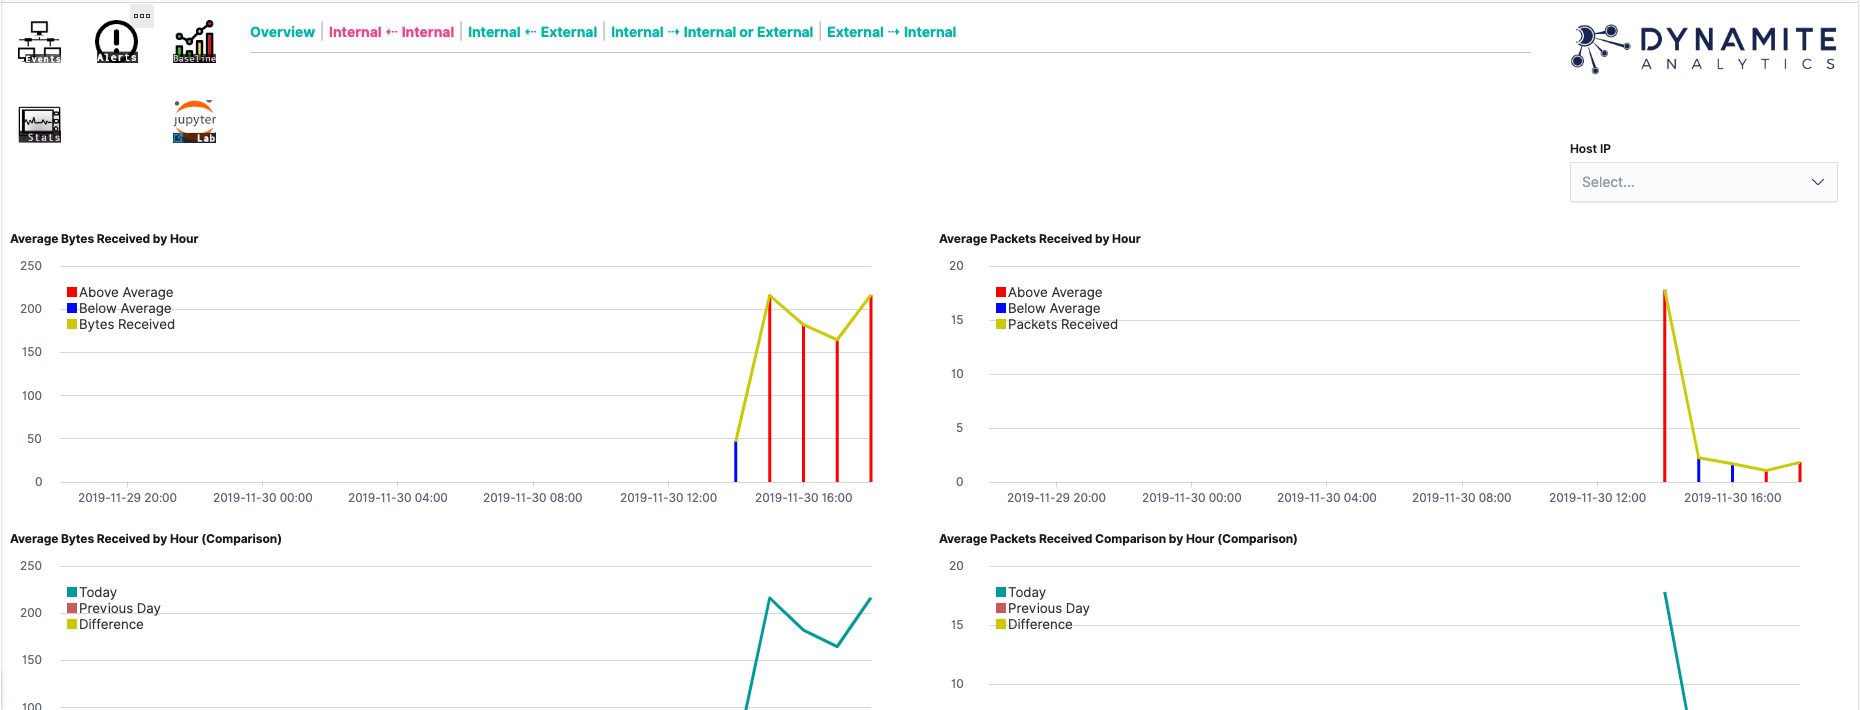 Events
Alerts
Baseline
Overview
Internal ⇠ Internal
Internal ⇠ External
Internal ⇢ Internal or External
External ⇢ Internal
DYNAMITE
ANALYTICS
Stats
jupyter
Lab
Host IP
Select...
Average Bytes Received by Hour
250
200
150
100
50
0
Above Average
Below Average
Bytes Received
2019-11-29 20:00
2019-11-30 00:00
2019-11-30 04:00
2019-11-30 08:00
2019-11-30 12:00
2019-11-30 16:00
Average Packets Received by Hour
20
15
10
5
0
Above Average
Below Average
Packets Received
2019-11-29 20:00
2019-11-30 00:00
2019-11-30 04:00
2019-11-30 08:00
2019-11-30 12:00
2019-11-30 16:00
Average Bytes Received by Hour (Comparison)
250
200
150
100
Today
Previous Day
Difference
Average Packets Received Comparison by Hour (Comparison)
20
15
10
Today
Previous Day
Difference